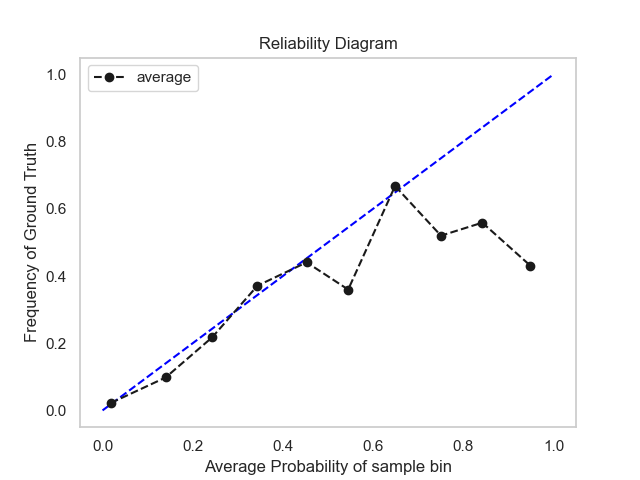 Reliability Diagram
average
Frequency of Ground Truth
1.0
0.8
0.6
0.4
0.2
0.0
0.0 0.2 0.4 0.6 0.8 1.0
Average Probability of sample bin